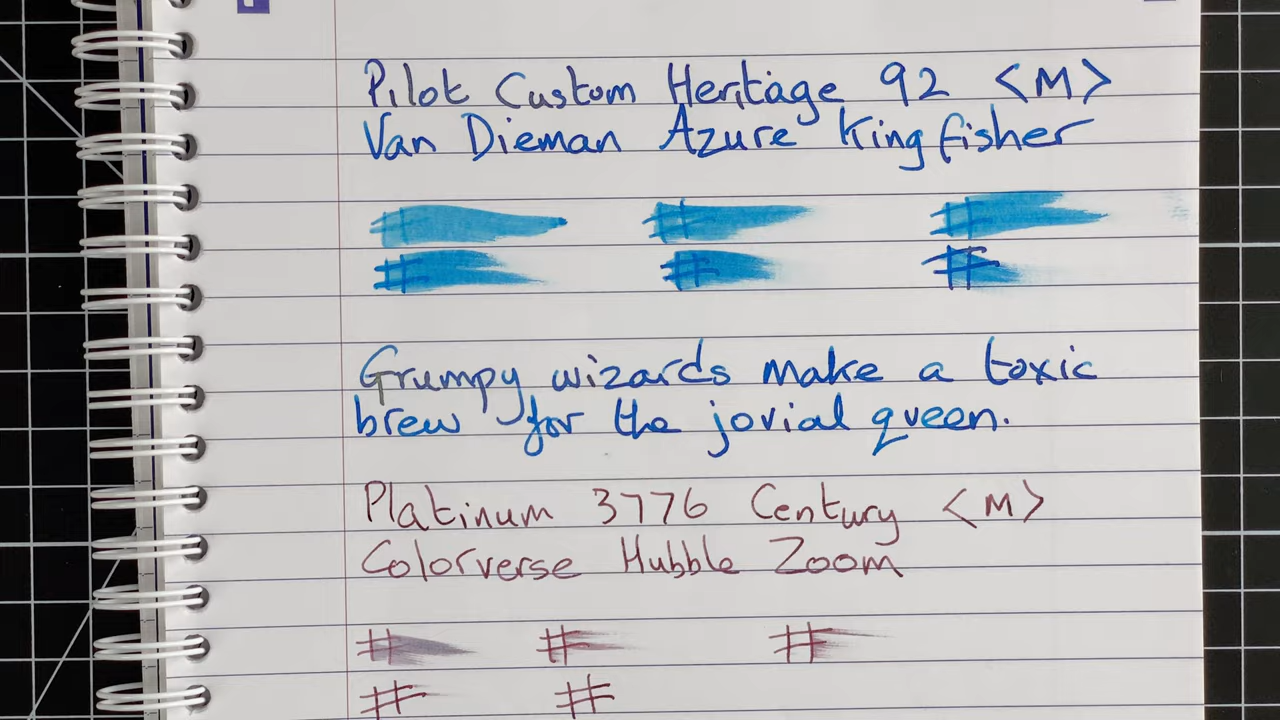 Pilot Custom Heritage 92 <M>
Van Dieman Azure Kingfisher
# # #
# # #
Grumpy wizards make a toxic
brew for the jovial queen.
Platinum 3776 Century <M>
Colorverse Hubble Zoom
# # #
# #